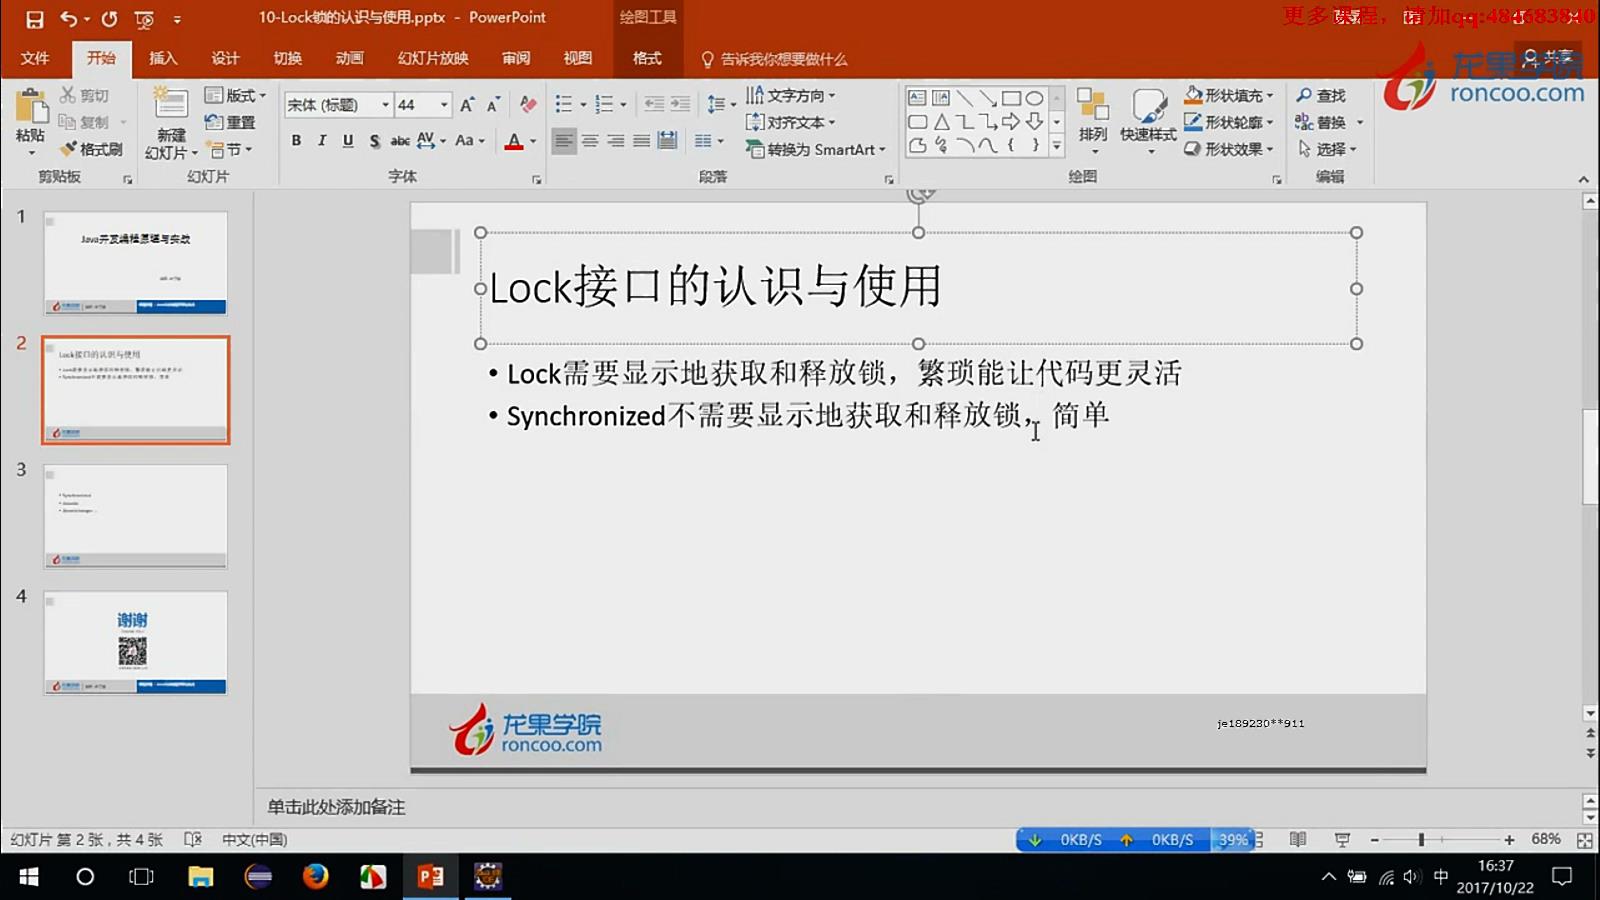 10-Lock锁的认识与使用.pptx - PowerPoint
绘图工具
更多课程，请加qq:484683840
文件
开始
插入
设计
切换
动画
幻灯片放映
审阅
视图
格式
告诉我你想要做什么
共享
龙果学院
roncoo.com
粘贴
剪切
复制
格式刷
剪贴板
新建
幻灯片
版式
重置
节
幻灯片
宋体 (标题)
44
B I U S abc AV Aa A
字体
文字方向
对齐文本
转换为 SmartArt
段落
排列
快速样式
形状填充
形状轮廓
形状效果
绘图
查找
替换
选择
编辑
1
Java并发编程原理与实战
2
Lock接口的认识与使用
3
4
谢谢
Lock接口的认识与使用
• Lock需要显示地获取和释放锁，繁琐能让代码更灵活
• Synchronized不需要显示地获取和释放锁，简单
龙果学院
roncoo.com
je189230**911
单击此处添加备注
幻灯片 第 2 张，共 4 张
中文(中国)
0KB/S
0KB/S
39%
68%
中
16:37
2017/10/22